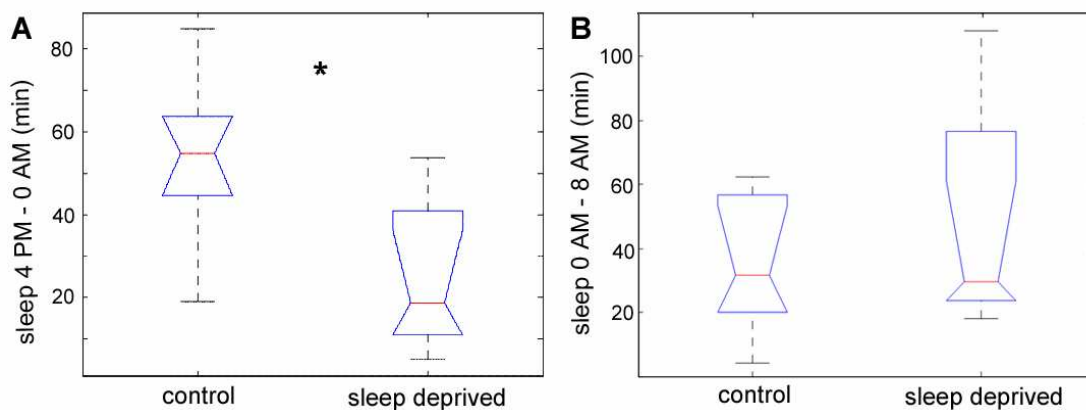 A
sleep 4 PM - 0 AM (min)
80
60
40
20
*
control
sleep deprived
B
sleep 0 AM - 8 AM (min)
100
80
60
40
20
control
sleep deprived